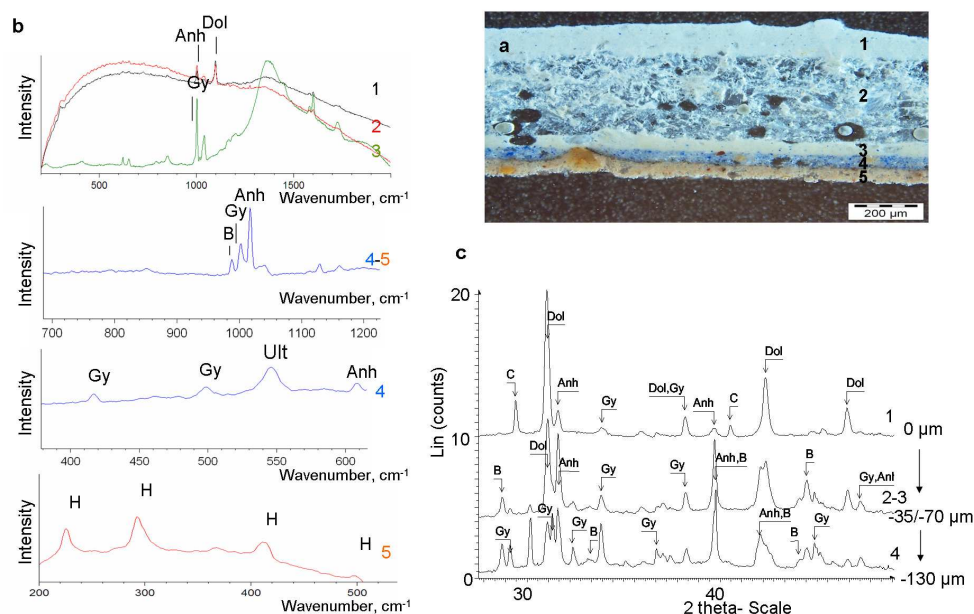 b
Dol
Anh
Gy
Intensity
1
2
3
500 1000 1500
Wavenumber, cm-1
Anh
Gy
B
Intensity
4-5
Wavenumber, cm-1
700 800 900 1000 1100 1200
Ult
Gy Gy Anh
Intensity
4
400 450 500 550 600
Wavenumber, cm-1
H H H H
Intensity
5
200 300 400 500
Wavenumber, cm-1
a
1
2
3
4
5
200 µm
c
20
Dol
Dol
C Anh Gy Dol,Gy Anh C Dol
1
0 µm
Lin (counts)
10
Dol Anh,B
B Anh Gy Gy B Gy,Anl
2-3
-35/-70 µm
Gy Gy Gy B Gy Anh,B B Gy
4
-130 µm
0
30 40
2 theta- Scale